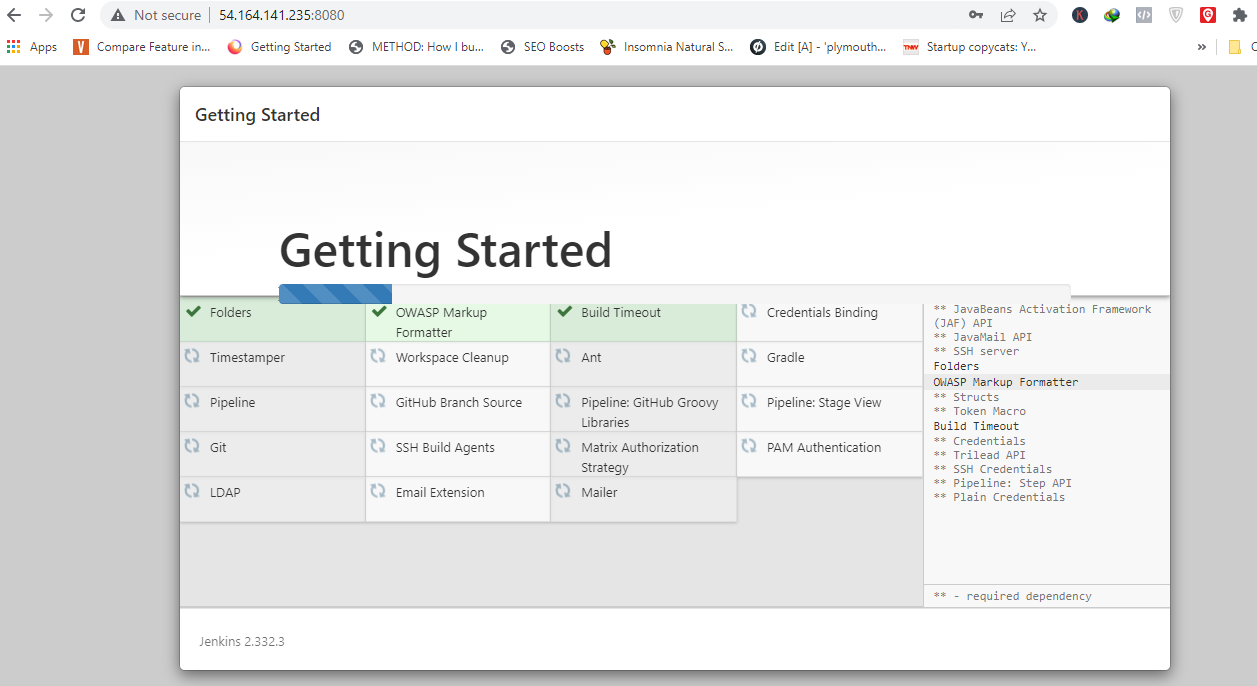 Not secure
54.164.141.235:8080
Apps
Compare Feature in...
Getting Started
METHOD: How I bu...
SEO Boosts
Insomnia Natural S...
Edit [A] - 'plymouth...
Startup copycats: Y...
»
Getting Started
Getting Started
Folders
OWASP Markup
Formatter
Build Timeout
Credentials Binding
Timestamper
Workspace Cleanup
Ant
Gradle
Pipeline
GitHub Branch Source
Pipeline: GitHub Groovy
Libraries
Pipeline: Stage View
Git
SSH Build Agents
Matrix Authorization
Strategy
PAM Authentication
LDAP
Email Extension
Mailer
** JavaBeans Activation Framework
(JAF) API
** JavaMail API
** SSH server
Folders
OWASP Markup Formatter
** Structs
** Token Macro
Build Timeout
** Credentials
** Trilead API
** SSH Credentials
** Pipeline: Step API
** Plain Credentials
** - required dependency
Jenkins 2.332.3